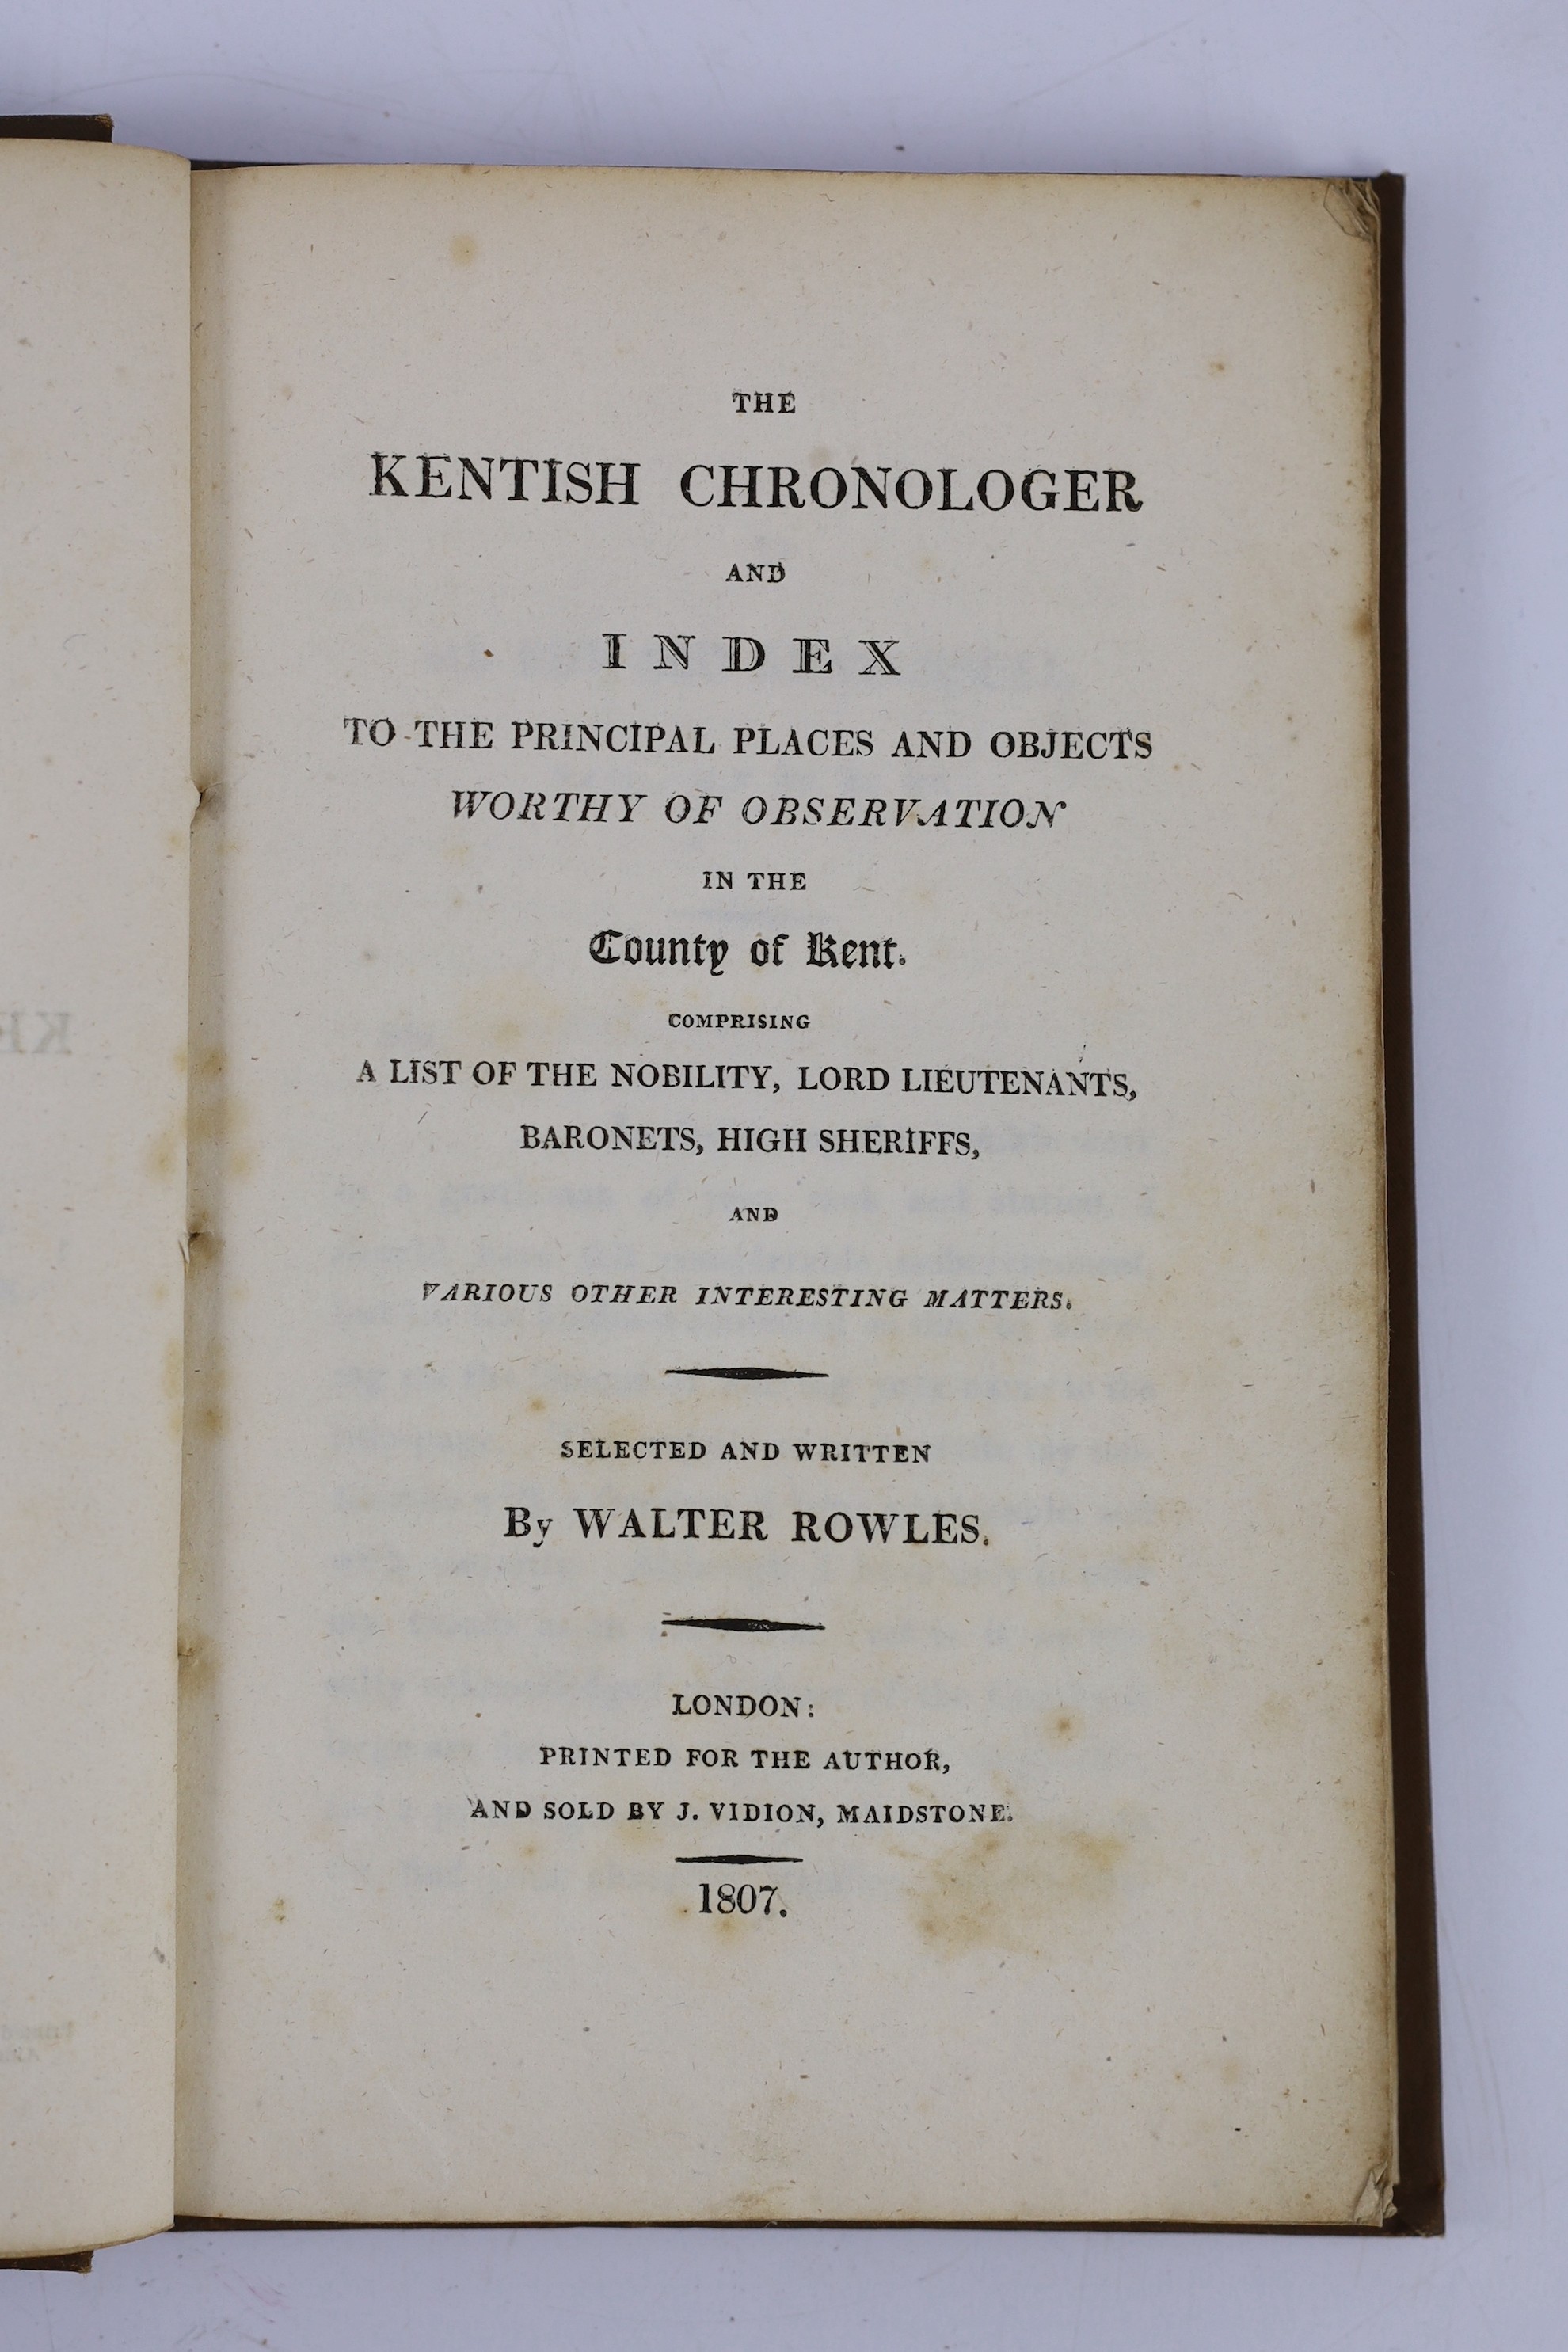 THE
KENTISH CHRONOLOGER
AND
INDEX
TO THE PRINCIPAL PLACES AND OBJECTS
WORTHY OF OBSERVATION
IN THE
County of Kent.
COMPRISING
A LIST OF THE NOBILITY, LORD LIEUTENANTS,
BARONETS, HIGH SHERIFFS,
AND
VARIOUS OTHER INTERESTING MATTERS.
SELECTED AND WRITTEN
By WALTER ROWLES.
LONDON:
PRINTED FOR THE AUTHOR,
AND SOLD BY J. VIDION, MAIDSTONE.
1807.